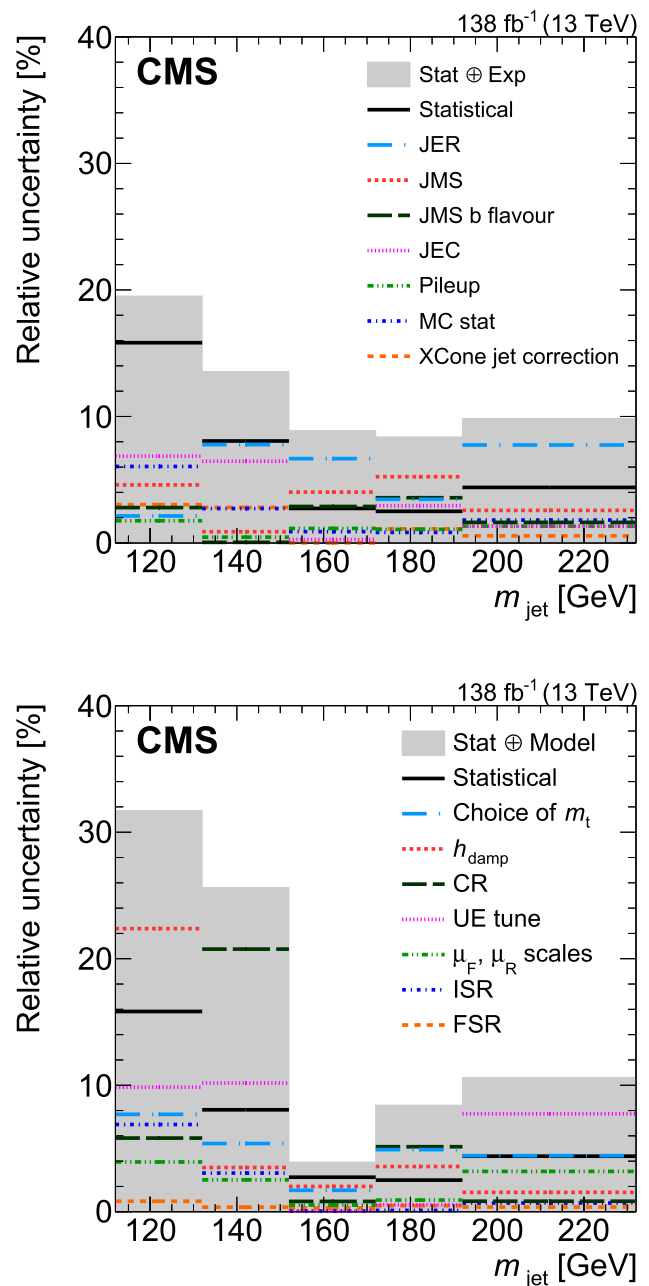 138 fb⁻¹ (13 TeV)
CMS
Relative uncertainty [%]
40
30
20
10
0
Stat ⊕ Exp
Statistical
JER
JMS
JMS b flavour
JEC
Pileup
MC stat
XCone jet correction
120 140 160 180 200 220
m jet [GeV]
138 fb⁻¹ (13 TeV)
CMS
Relative uncertainty [%]
40
30
20
10
0
Stat ⊕ Model
Statistical
Choice of mₜ
h damp
CR
UE tune
μ_F, μ_R scales
ISR
FSR
120 140 160 180 200 220
m jet [GeV]